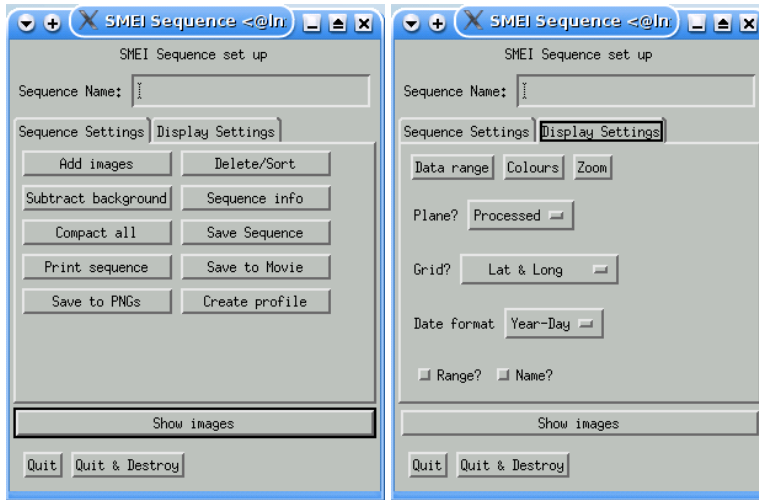 SMEI Sequence <@ln
SMEI Sequence set up
Sequence Name:
Sequence Settings Display Settings
Add images Delete/Sort
Subtract background Sequence info
Compact all Save Sequence
Print sequence Save to Movie
Save to PNGs Create profile
Show images
Quit Quit & Destroy
SMEI Sequence <@ln
SMEI Sequence set up
Sequence Name:
Sequence Settings Display Settings
Data range Colours Zoom
Plane? Processed
Grid? Lat & Long
Date format Year-Day
Range? Name?
Show images
Quit Quit & Destroy